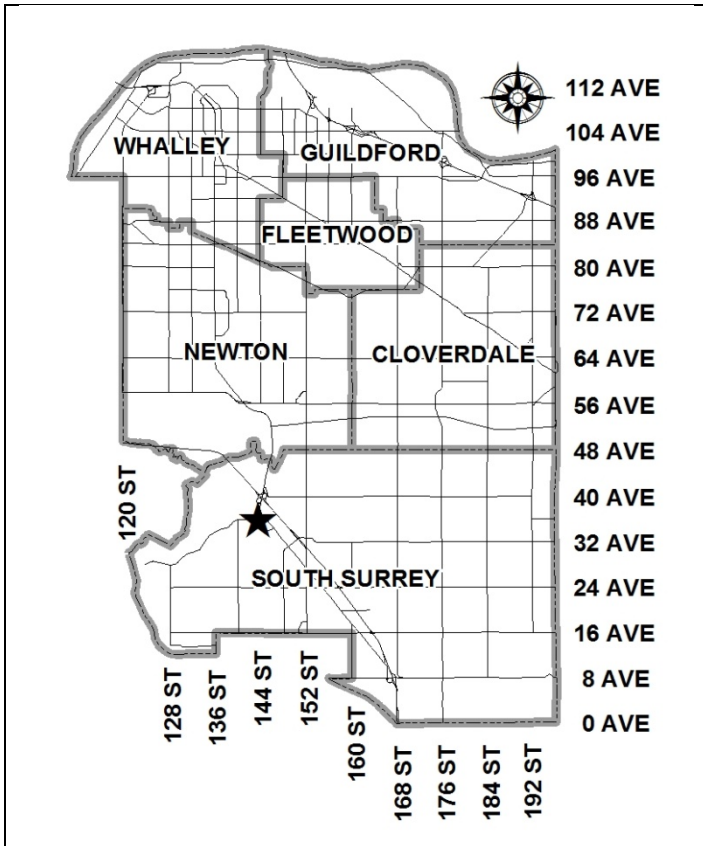 112 AVE
104 AVE
WHALLEY
GUILDFORD
96 AVE
88 AVE
FLEETWOOD
80 AVE
72 AVE
NEWTON
CLOVERDALE
64 AVE
56 AVE
48 AVE
40 AVE
120 ST
32 AVE
SOUTH SURREY
24 AVE
16 AVE
8 AVE
0 AVE
128 ST
136 ST
144 ST
152 ST
160 ST
168 ST
176 ST
184 ST
192 ST